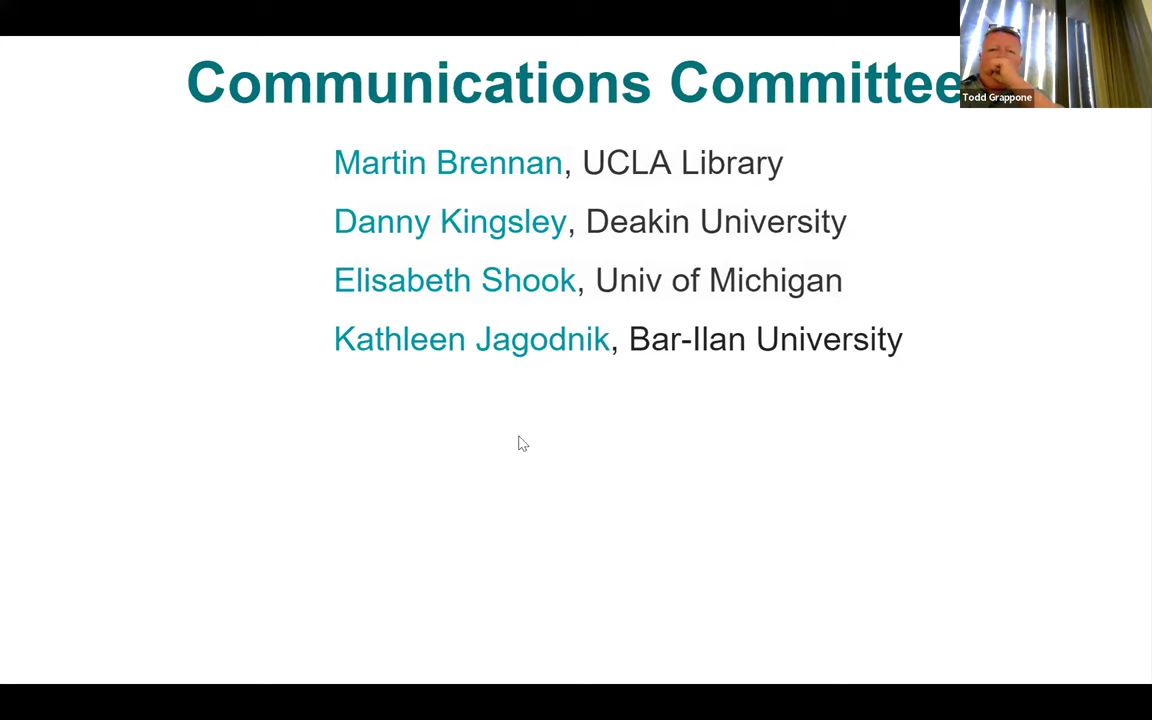 Communications Committee
Todd Grappone
Martin Brennan, UCLA Library
Danny Kingsley, Deakin University
Elisabeth Shook, Univ of Michigan
Kathleen Jagodnik, Bar-Ilan University